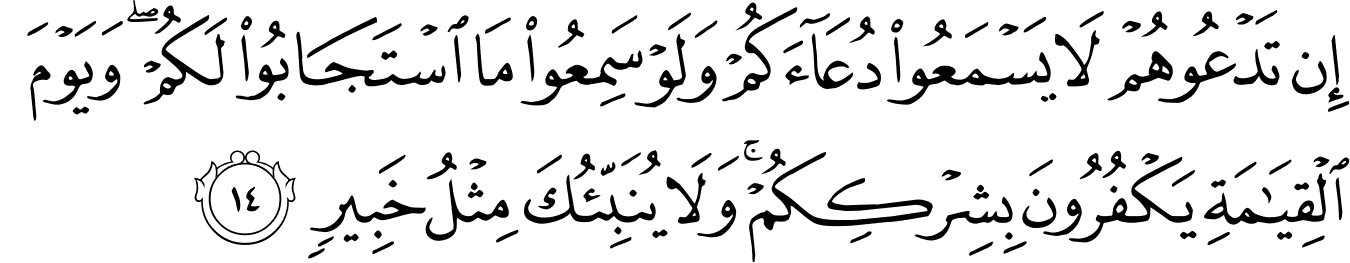 إِن تَدْعُوهُمْ لَا يَسْمَعُوا۟ دُعَآءَكُمْ وَلَوْ سَمِعُوا۟ مَا ٱسْتَجَابُوا۟ لَكُمْ ۖ وَيَوْمَ
ٱلْقِيَـٰمَةِ يَكْفُرُونَ بِشِرْكِكُمْ ۚ وَلَا يُنَبِّئُكَ مِثْلُ خَبِيرٍ ١٤